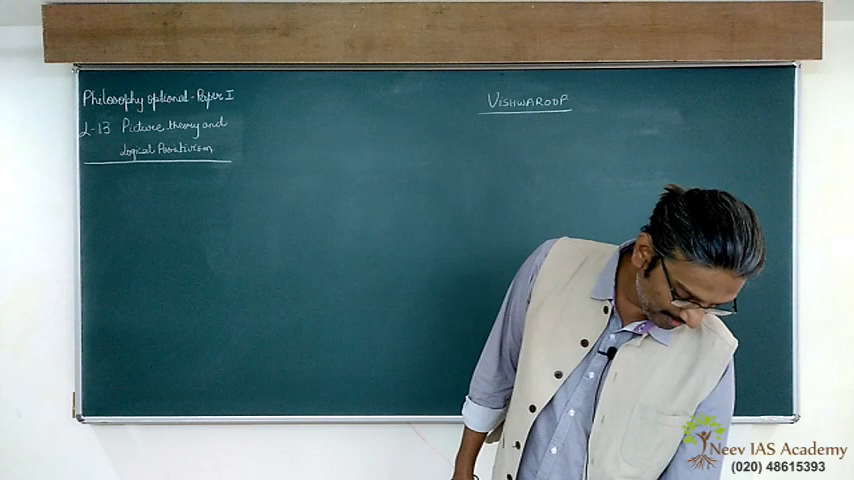 Philosophy optional - Paper I
VISHWAROOP
L-13 Picture theory and
Logical Positivism
Neev IAS Academy
(020) 48615393